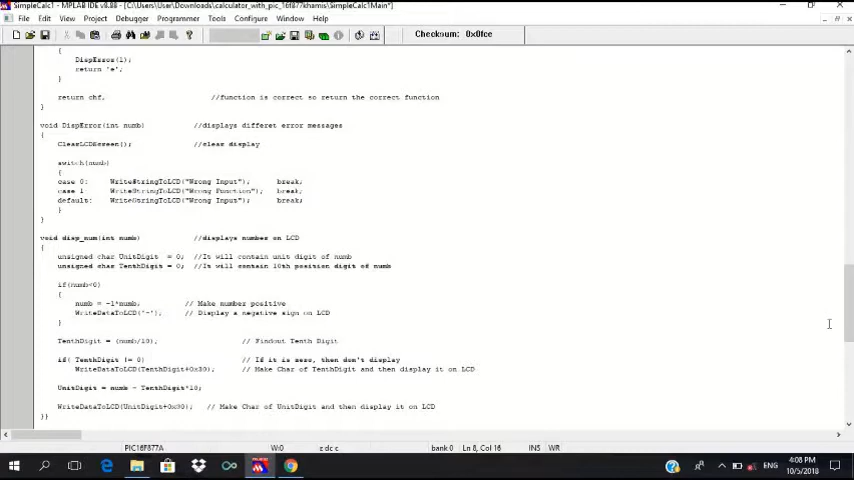 SimpleCalc1 - MPLAB IDE v8.88 - [C:\Users\User\Downloads\calculator_with_pic_16f877khamis\SimpleCalc1Main*]
File Edit View Project Debugger Programmer Tools Configure Window Help
Checksum: 0x0fce
{
DispError(1);
return 'e';
}
return chf, //function is correct so return the correct function
}
void DispError(int numb) //displays differet error messages
{
ClearLCDScreen(); //clear display
switch(numb)
{
case 0: WriteStringToLCD("Wrong Input"); break;
case 1 WriteStringToLCD("Wrong Function"); break;
default: WriteStringToLCD("Wrong Input"); break;
}
}
void disp_num(int numb) //displays number on LCD
{
unsigned char UnitDigit = 0; //It will contain unit digit of numb
unsigned char TenthDigit = 0; //It will contain 10th position digit of numb
if(numb<0)
{
numb = -1*numb, // Make number positive
WriteDataToLCD('-'); // Display a negative sign on LCD
}
TenthDigit = (numb/10); // Findout Tenth Digit
if( TenthDigit != 0) // If it is zero, then don't display
WriteDataToLCD(TenthDigit+0x30); // Make Char of TenthDigit and then display it on LCD
UnitDigit = numb - TenthDigit*10;
WriteDataToLCD(UnitDigit+0x30); // Make Char of UnitDigit and then display it on LCD
}}
PIC16F877A W:0 z dc c bank 0 Ln 8, Col 16 INS WR
ENG
4:08 PM
10/5/2018